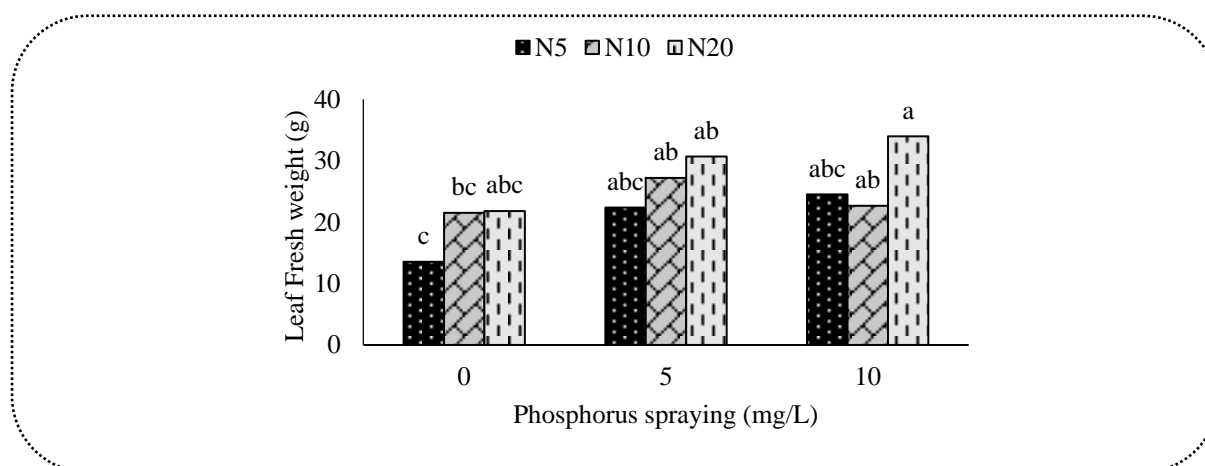 N5 N10 N20
Leaf Fresh weight (g)
40
30
20
10
0
c
bc
abc
abc
ab
ab
abc
ab
a
0 5 10
Phosphorus spraying (mg/L)